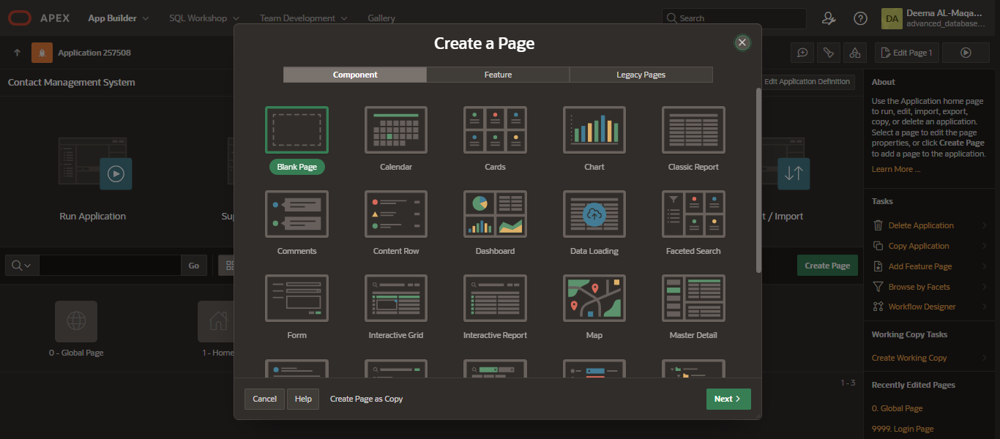 APEX App Builder SQL Workshop Team Development Gallery Search DA Deema AL-Maqa...
advanced_database...
Application 257508 Edit Page 1
Contact Management System Edit Application Definition
Create a Page
Component Feature Legacy Pages
Blank Page Calendar Cards Chart Classic Report
Comments Content Row Dashboard Data Loading Faceted Search
Form Interactive Grid Interactive Report Map Master Detail
Cancel Help Create Page as Copy Next
Run Application Su t / Import
Go Create Page
0 - Global Page 1 - Home
1 - 3
About
Use the Application home page
to run, edit, import, export,
copy, or delete an application.
Select a page to edit the page
properties, or click Create Page
to add a page to the application.
Learn More ...
Tasks
Delete Application
Copy Application
Add Feature Page
Browse by Facets
Workflow Designer
Working Copy Tasks
Create Working Copy
Recently Edited Pages
0. Global Page
9999. Login Page